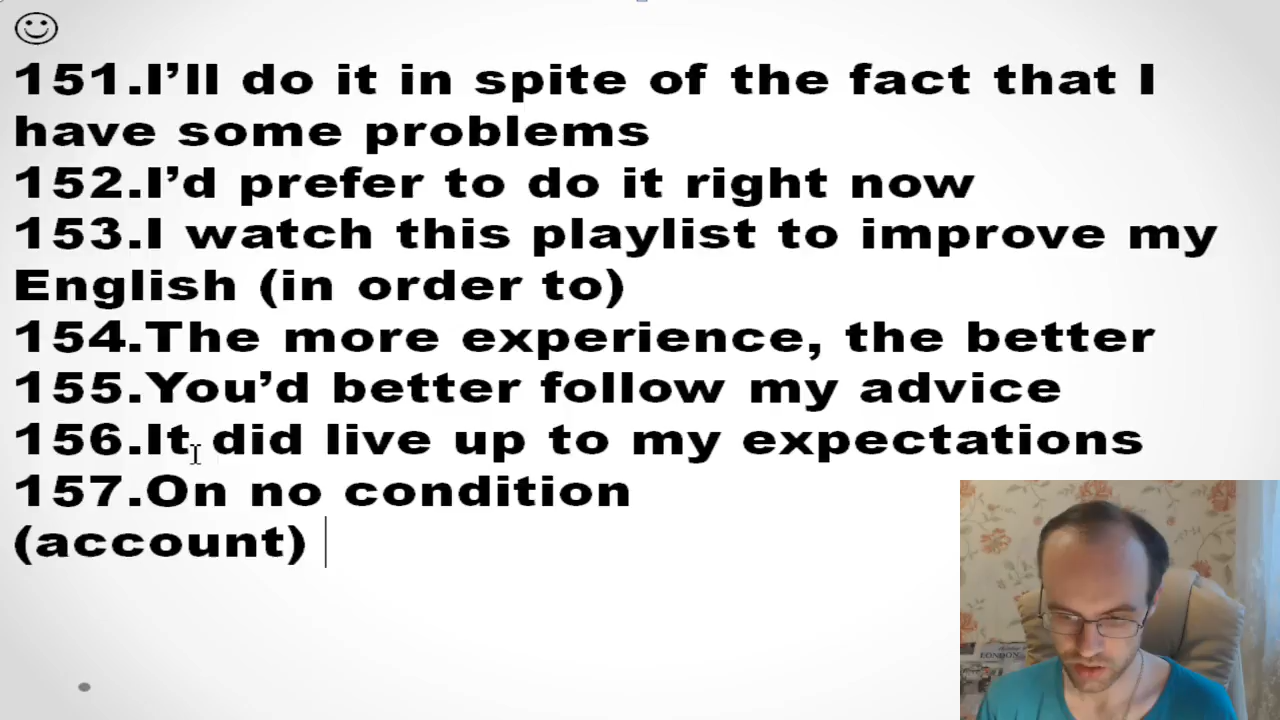 151.I’ll do it in spite of the fact that I
have some problems
152.I’d prefer to do it right now
153.I watch this playlist to improve my
English (in order to)
154.The more experience, the better
155.You’d better follow my advice
156.It did live up to my expectations
157.On no condition
(account)
LONDON